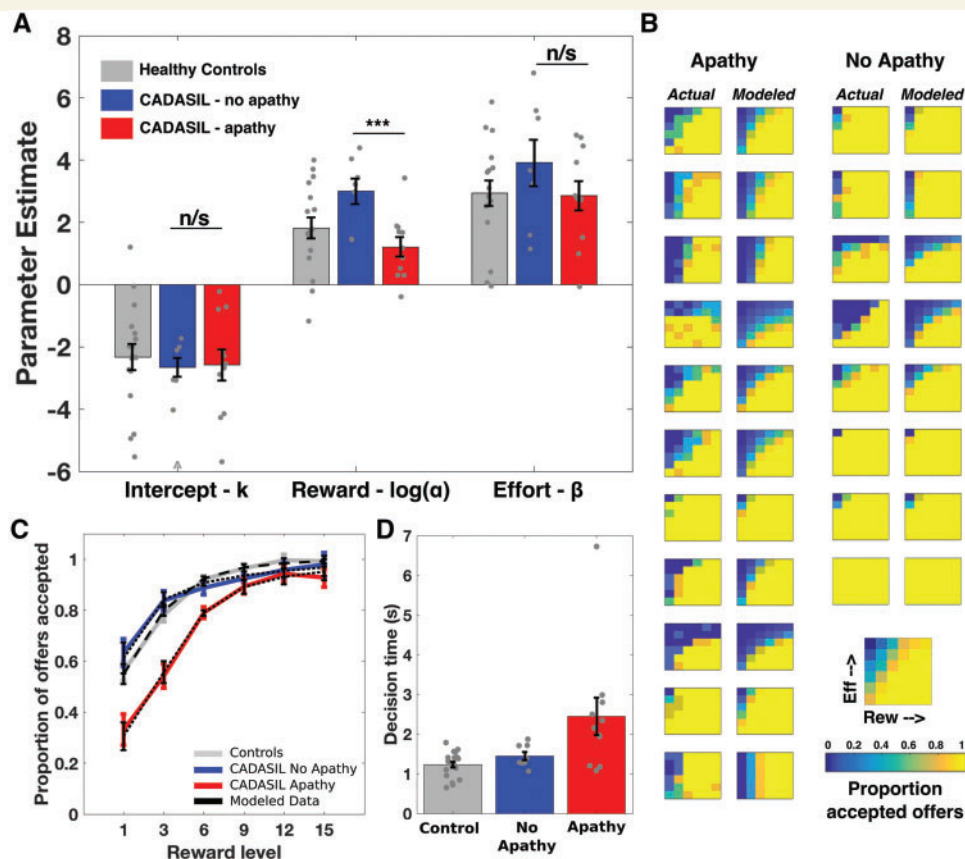 A
8
6
4
2
0
-2
-4
-6
Parameter Estimate
Healthy Controls
CADASIL - no apathy
CADASIL - apathy
n/s
***
n/s
Intercept - k
Reward - log(α)
Effort - β
B
Apathy
No Apathy
Actual
Modeled
Actual
Modeled
Eff -->
Rew -->
0 0.2 0.4 0.6 0.8 1
Proportion
accepted offers
C
1
0.8
0.6
0.4
0.2
0
Proportion of offers accepted
Controls
CADASIL No Apathy
CADASIL Apathy
Modeled Data
1 3 6 9 12 15
Reward level
D
7
6
5
4
3
2
1
0
Decision time (s)
Control
No
Apathy
Apathy